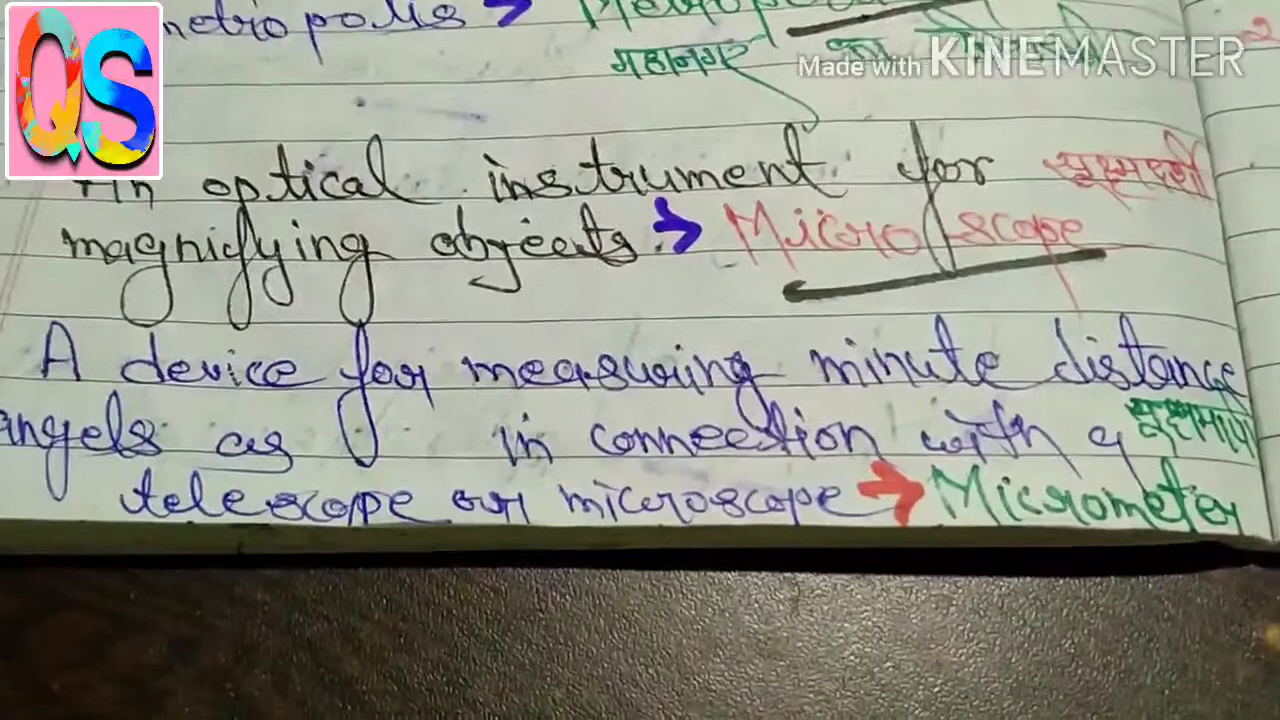 QS
metropolis →
महानगर
Made with KINEMASTER
An optical instrument for सूक्ष्मदर्शी
magnifying objects → Microscope
A device for measuring minute distance
angels as in connection with a सूक्ष्ममापी
telescope or microscope → Micrometer